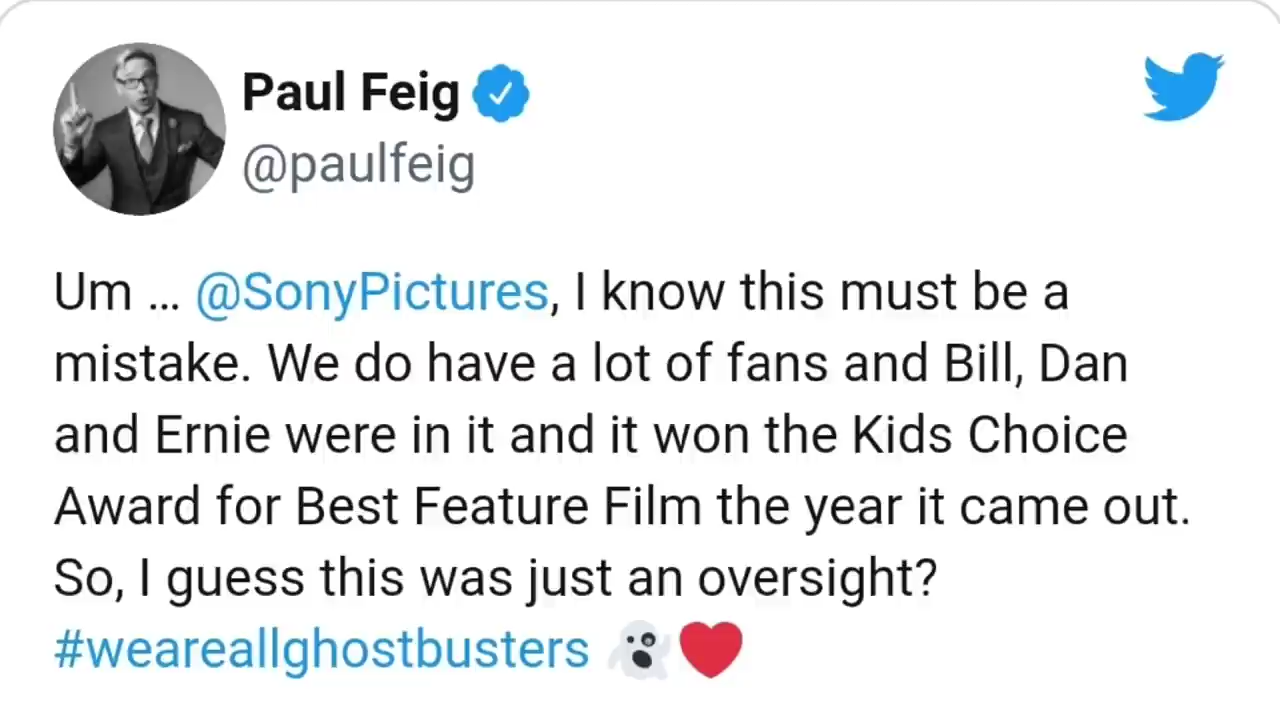 Paul Feig
@paulfeig
Um ... @SonyPictures, I know this must be a
mistake. We do have a lot of fans and Bill, Dan
and Ernie were in it and it won the Kids Choice
Award for Best Feature Film the year it came out.
So, I guess this was just an oversight?
#weareallghostbusters 👻❤️